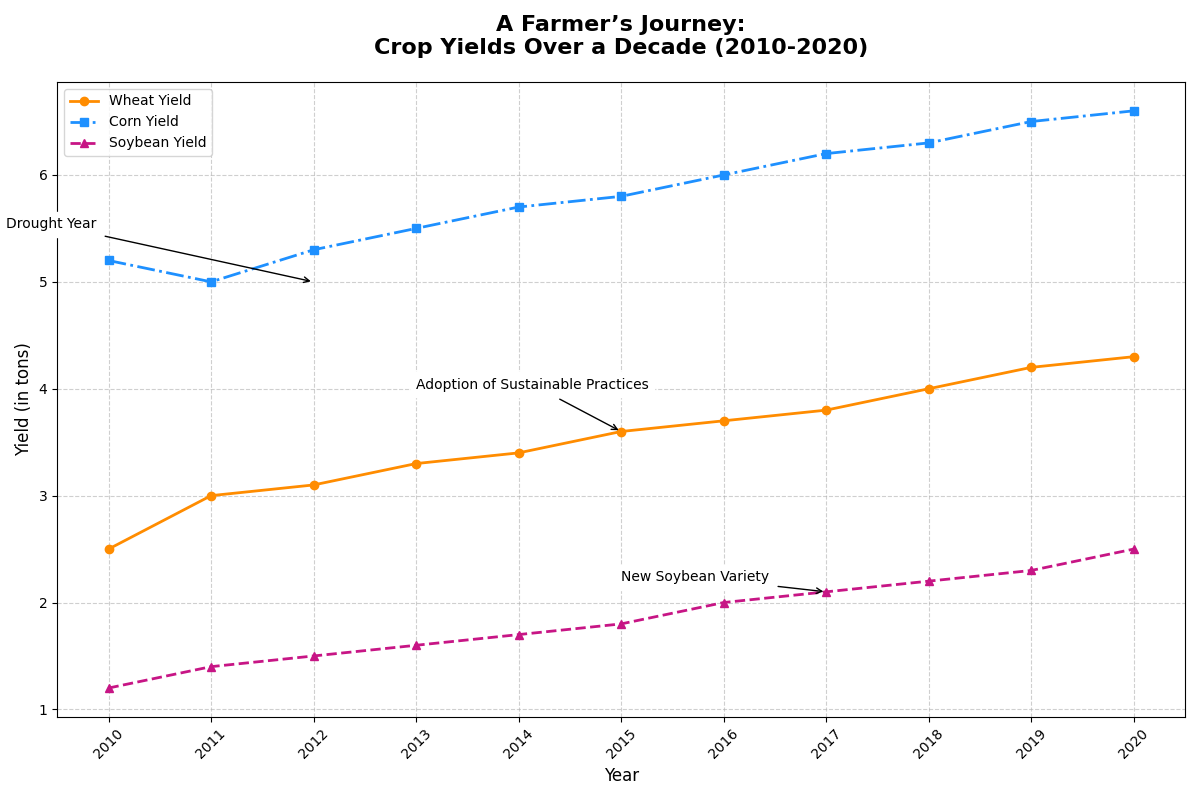 A Farmer’s Journey:
Crop Yields Over a Decade (2010-2020)
Wheat Yield
Corn Yield
Soybean Yield
Drought Year
Adoption of Sustainable Practices
New Soybean Variety
Yield (in tons)
6
5
4
3
2
1
2010
2011
2012
2013
2014
2015
2016
2017
2018
2019
2020
Year